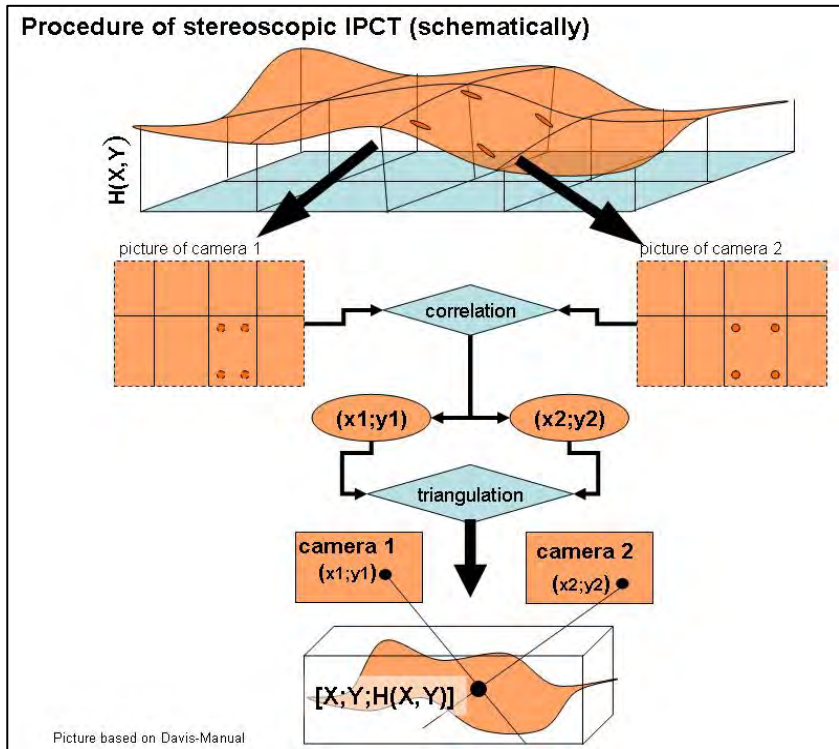 Procedure of stereoscopic IPCT (schematically)
H(X,Y)
picture of camera 1
picture of camera 2
correlation
(x1;y1)
(x2;y2)
triangulation
camera 1
(x1;y1)
camera 2
(x2;y2)
[X;Y;H(X,Y)]
Picture based on Davis-Manual